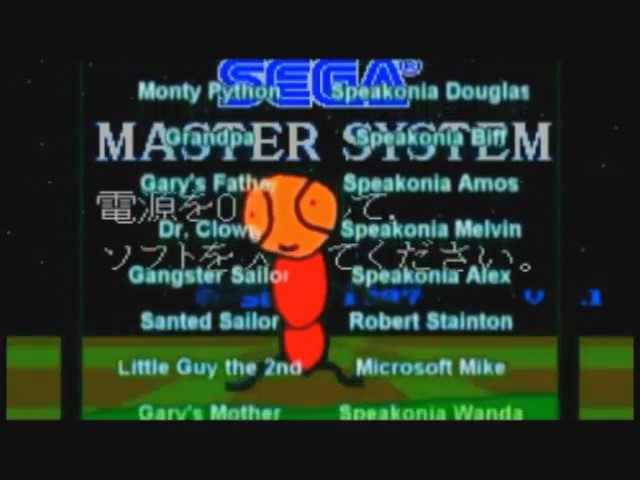 SEGA®
Monty Python Speakonia Douglas
MASTER SYSTEM
Grandpa Speakonia Biff
Gary's Father Speakonia Amos
電源を て、
Speakonia Melvin
Dr.
ソフトを てください。
Gangster Sailor Speakonia Alex
Santed Sailor Robert Stainton
Little Guy the 2nd Microsoft Mike
Gary's Mother Speakonia Wanda